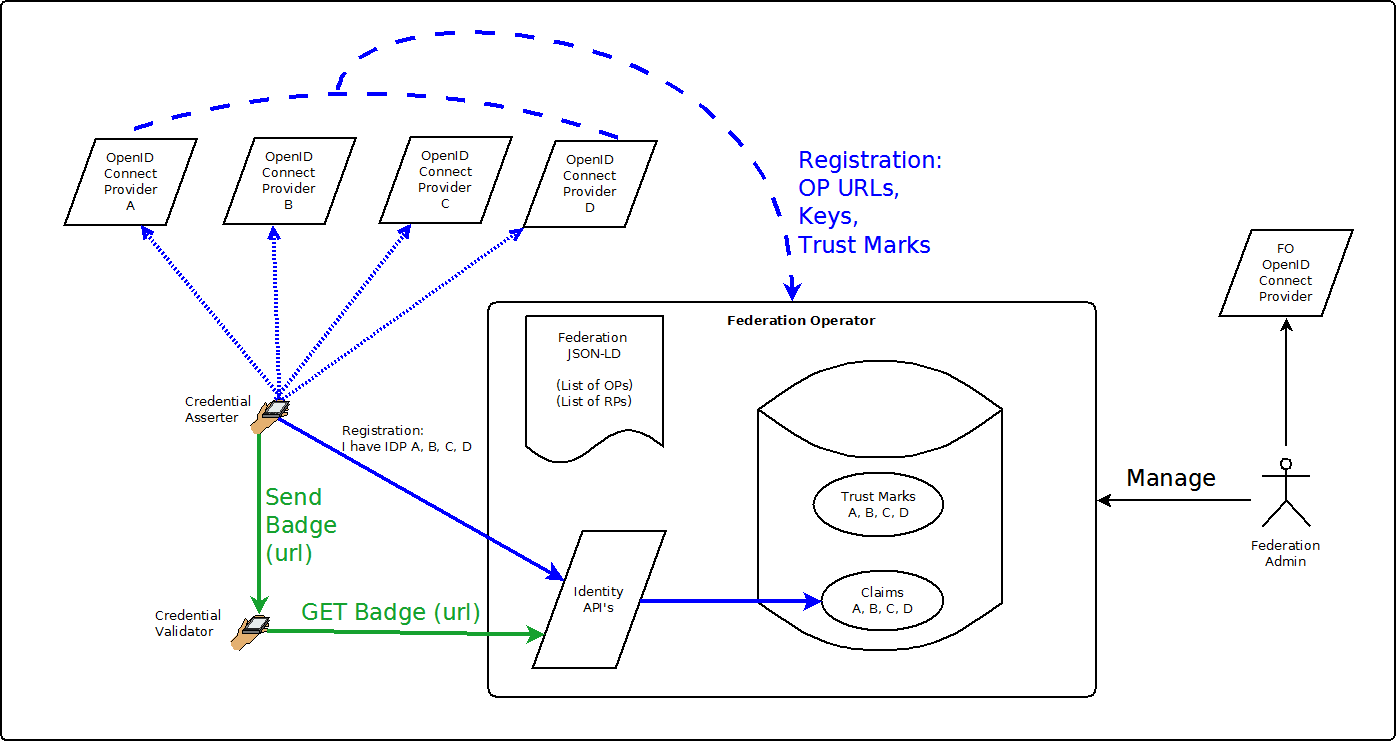 OpenID
Connect
Provider
A
OpenID
Connect
Provider
B
OpenID
Connect
Provider
C
OpenID
Connect
Provider
D
Registration:
OP URLs,
Keys,
Trust Marks
FO
OpenID
Connect
Provider
Federation Operator
Federation
JSON-LD
(List of OPs)
(List of RPs)
Credential
Asserter
Registration:
I have IDP A, B, C, D
Send
Badge
(url)
Trust Marks
A, B, C, D
Manage
Federation
Admin
Identity
API's
Claims
A, B, C, D
Credential
Validator
GET Badge (url)